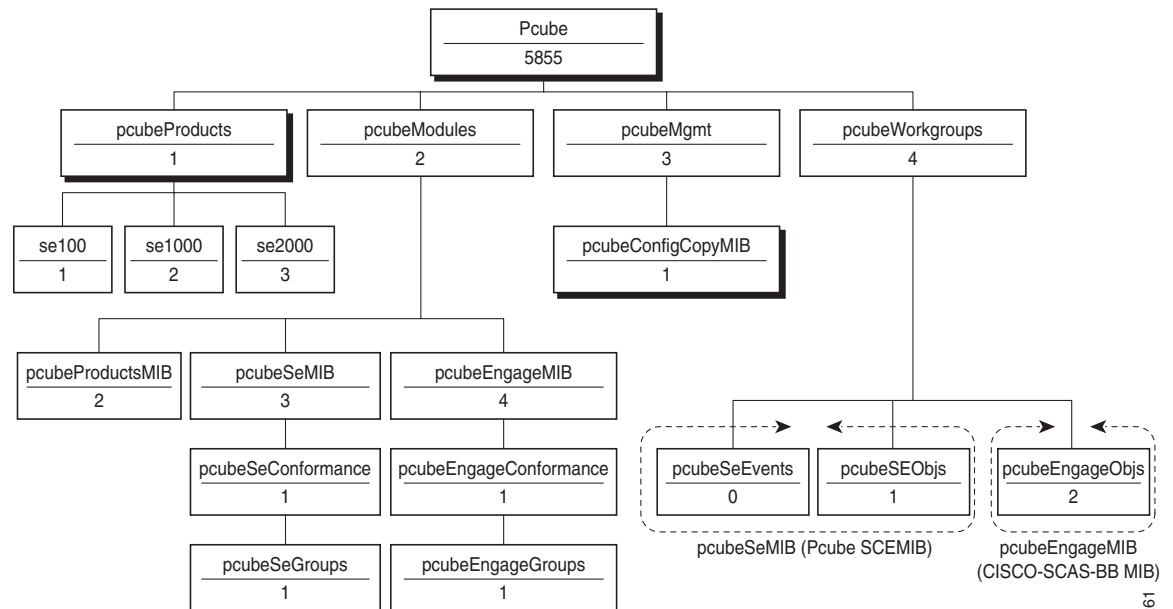 Pcube
5855
pcubeProducts
1
pcubeModules
2
pcubeMgmt
3
pcubeWorkgroups
4
se100
1
se1000
2
se2000
3
pcubeConfigCopyMIB
1
pcubeProductsMIB
2
pcubeSeMIB
3
pcubeEngageMIB
4
pcubeSeConformance
1
pcubeEngageConformance
1
pcubeSeEvents
0
pcubeSEObjs
1
pcubeEngageObjs
2
pcubeSeGroups
1
pcubeEngageGroups
1
pcubeSeMIB (Pcube SCEMIB)
pcubeEngageMIB
(CISCO-SCAS-BB MIB)
61